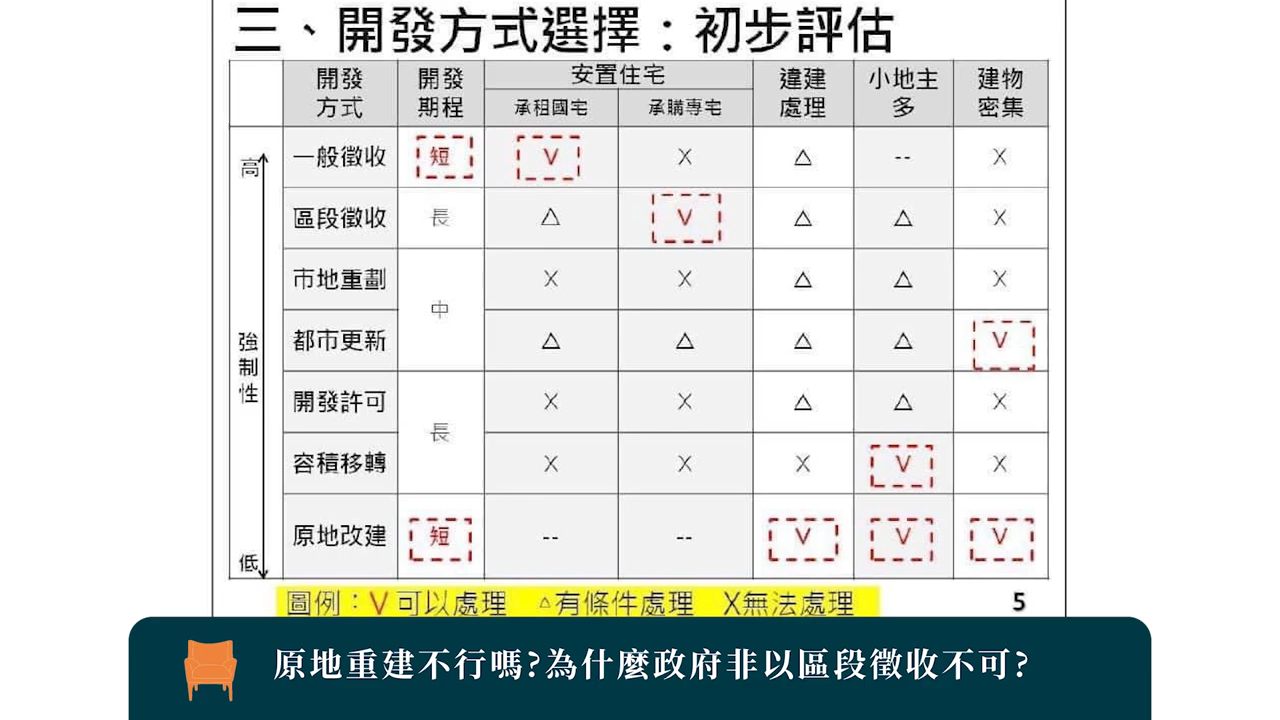 三、開發方式選擇：初步評估
開發方式 開發期程 安置住宅 違建處理 小地主多 建物密集
承租國宅 承購專宅
高
強制性
低
一般徵收 短 V X △ -- X
區段徵收 長 △ V △ △ X
市地重劃 中 X X △ △ X
都市更新 △ △ △ △ V
開發許可 長 X X △ △ X
容積移轉 X X X V X
原地改建 短 -- -- V V V
圖例：V 可以處理 △有條件處理 X無法處理
5
原地重建不行嗎?為什麼政府非以區段徵收不可?